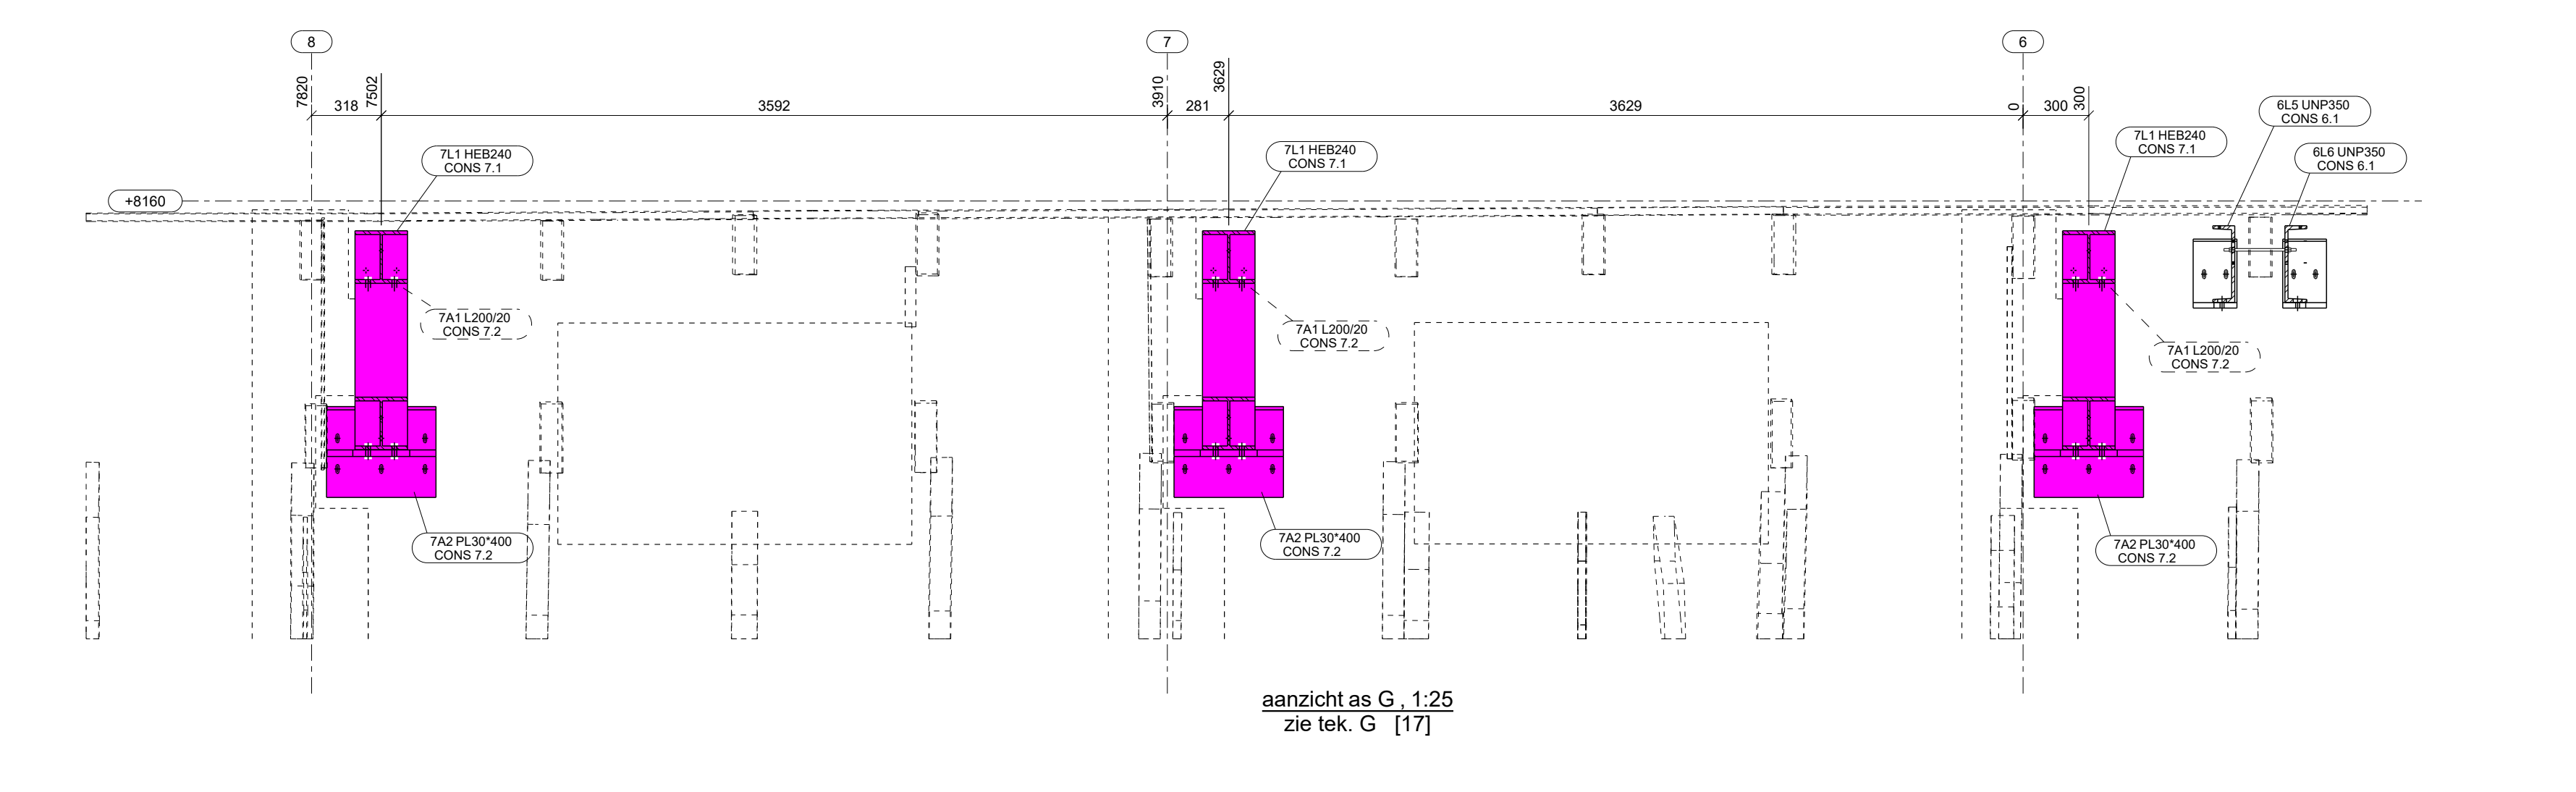 8
7
6
7820
318
7502
3592
3910
281
3629
3629
0
300
300
6L5 UNP350
CONS 6.1
7L1 HEB240
CONS 7.1
7L1 HEB240
CONS 7.1
7L1 HEB240
CONS 7.1
6L6 UNP350
CONS 6.1
+8160
7A1 L200/20
CONS 7.2
7A1 L200/20
CONS 7.2
7A1 L200/20
CONS 7.2
7A2 PL30*400
CONS 7.2
7A2 PL30*400
CONS 7.2
7A2 PL30*400
CONS 7.2
aanzicht as G , 1:25
zie tek. G [17]